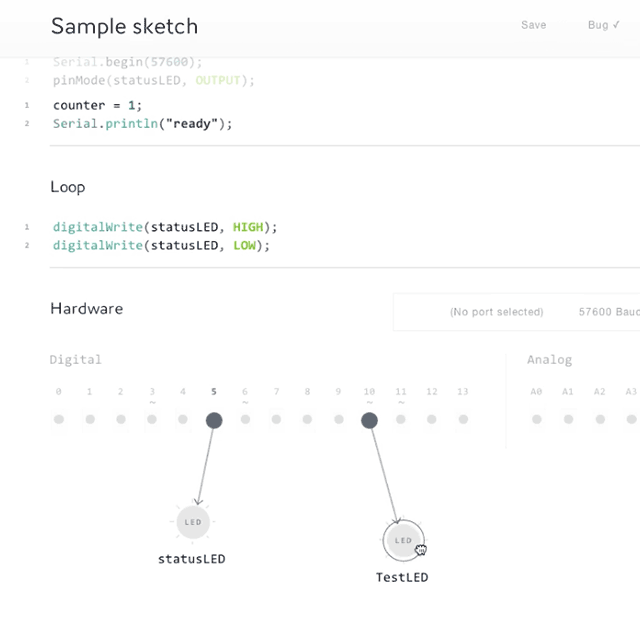 Sample sketch
Save Bug ✓
1 Serial.begin(57600);
2 pinMode(statusLED, OUTPUT);
1 counter = 1;
2 Serial.println("ready");
Loop
1 digitalWrite(statusLED, HIGH);
2 digitalWrite(statusLED, LOW);
Hardware
(No port selected) 57600 Bauc
Digital Analog
0 1 2 3 4 5 6 7 8 9 10 11 12 13 A0 A1 A2 A3
~ ~ ~ ~
LED
statusLED
LED
TestLED